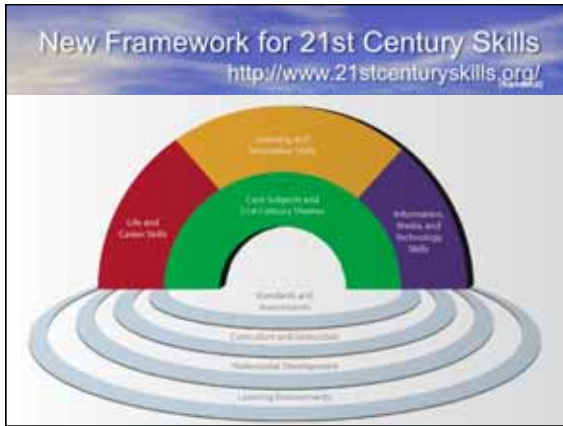 New Framework for 21st Century Skills
http://www.21stcenturyskills.org/
Learning and
Innovation Skills
Core Subjects and
21st Century Themes
Life and
Career Skills
Information,
Media, and
Technology
Skills
Standards and
Assessments
Curriculum and Instruction
Professional Development
Learning Environments